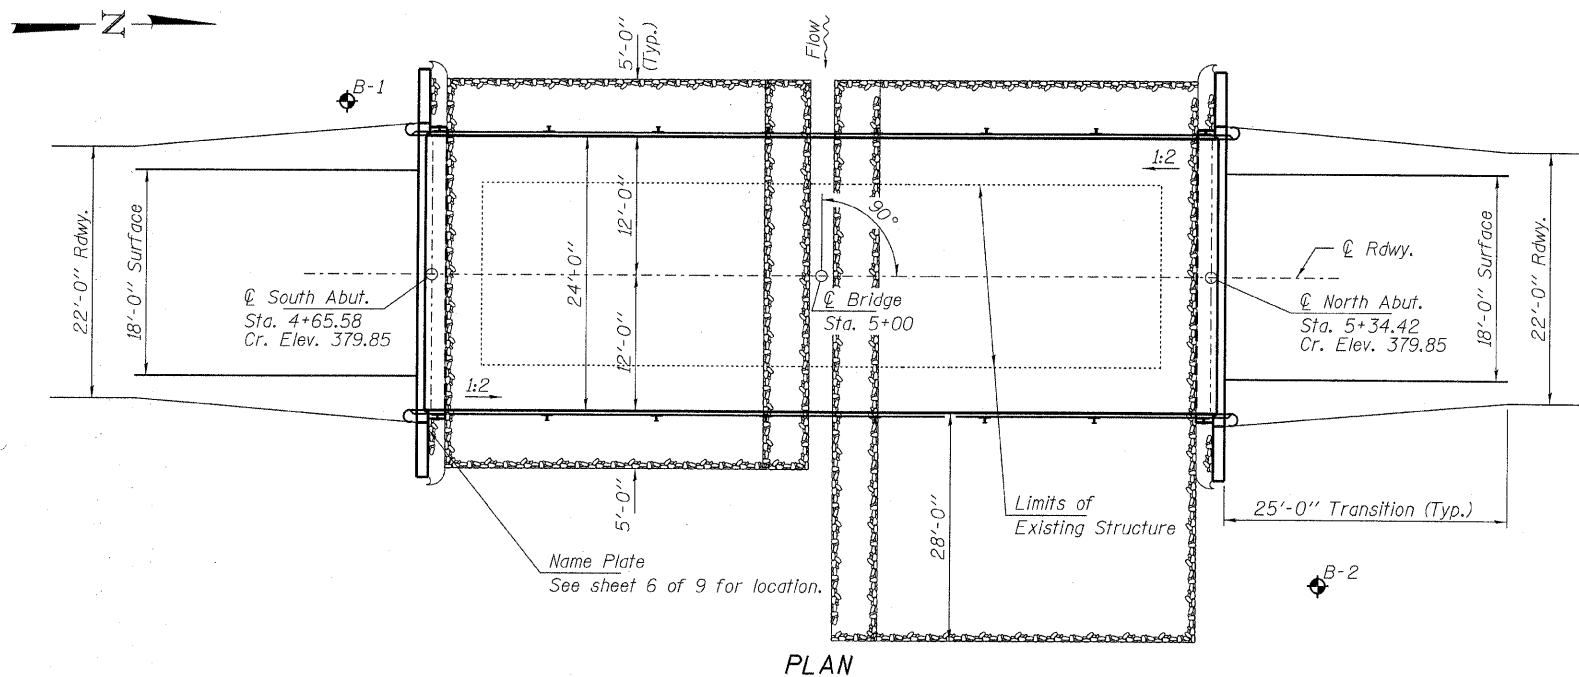 N
5'-0"
(Typ.)
Flow
B-1
1:2
90°
22'-0" Rdwy.
18'-0" Surface
12'-0"
24'-0"
12'-0"
℄ Rdwy.
18'-0" Surface
22'-0" Rdwy.
℄ South Abut.
Sta. 4+65.58
Cr. Elev. 379.85
℄ Bridge
Sta. 5+00
℄ North Abut.
Sta. 5+34.42
Cr. Elev. 379.85
1:2
5'-0"
28'-0"
Limits of
Existing Structure
25'-0" Transition (Typ.)
Name Plate
See sheet 6 of 9 for location.
B-2
PLAN